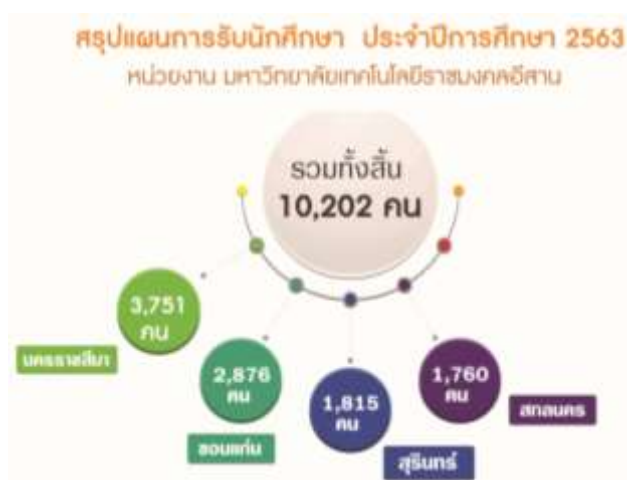 สรุปแผนการรับนักศึกษา ประจำปีการศึกษา 2563
หน่วยงาน มหาวิทยาลัยเทคโนโลยีราชมงคลอีสาน
รวมทั้งสิ้น
10,202 คน
3,751
คน
นครราชสีมา
2,876
คน
ขอนแก่น
1,815
คน
สุรินทร์
1,760
คน
สกลนคร